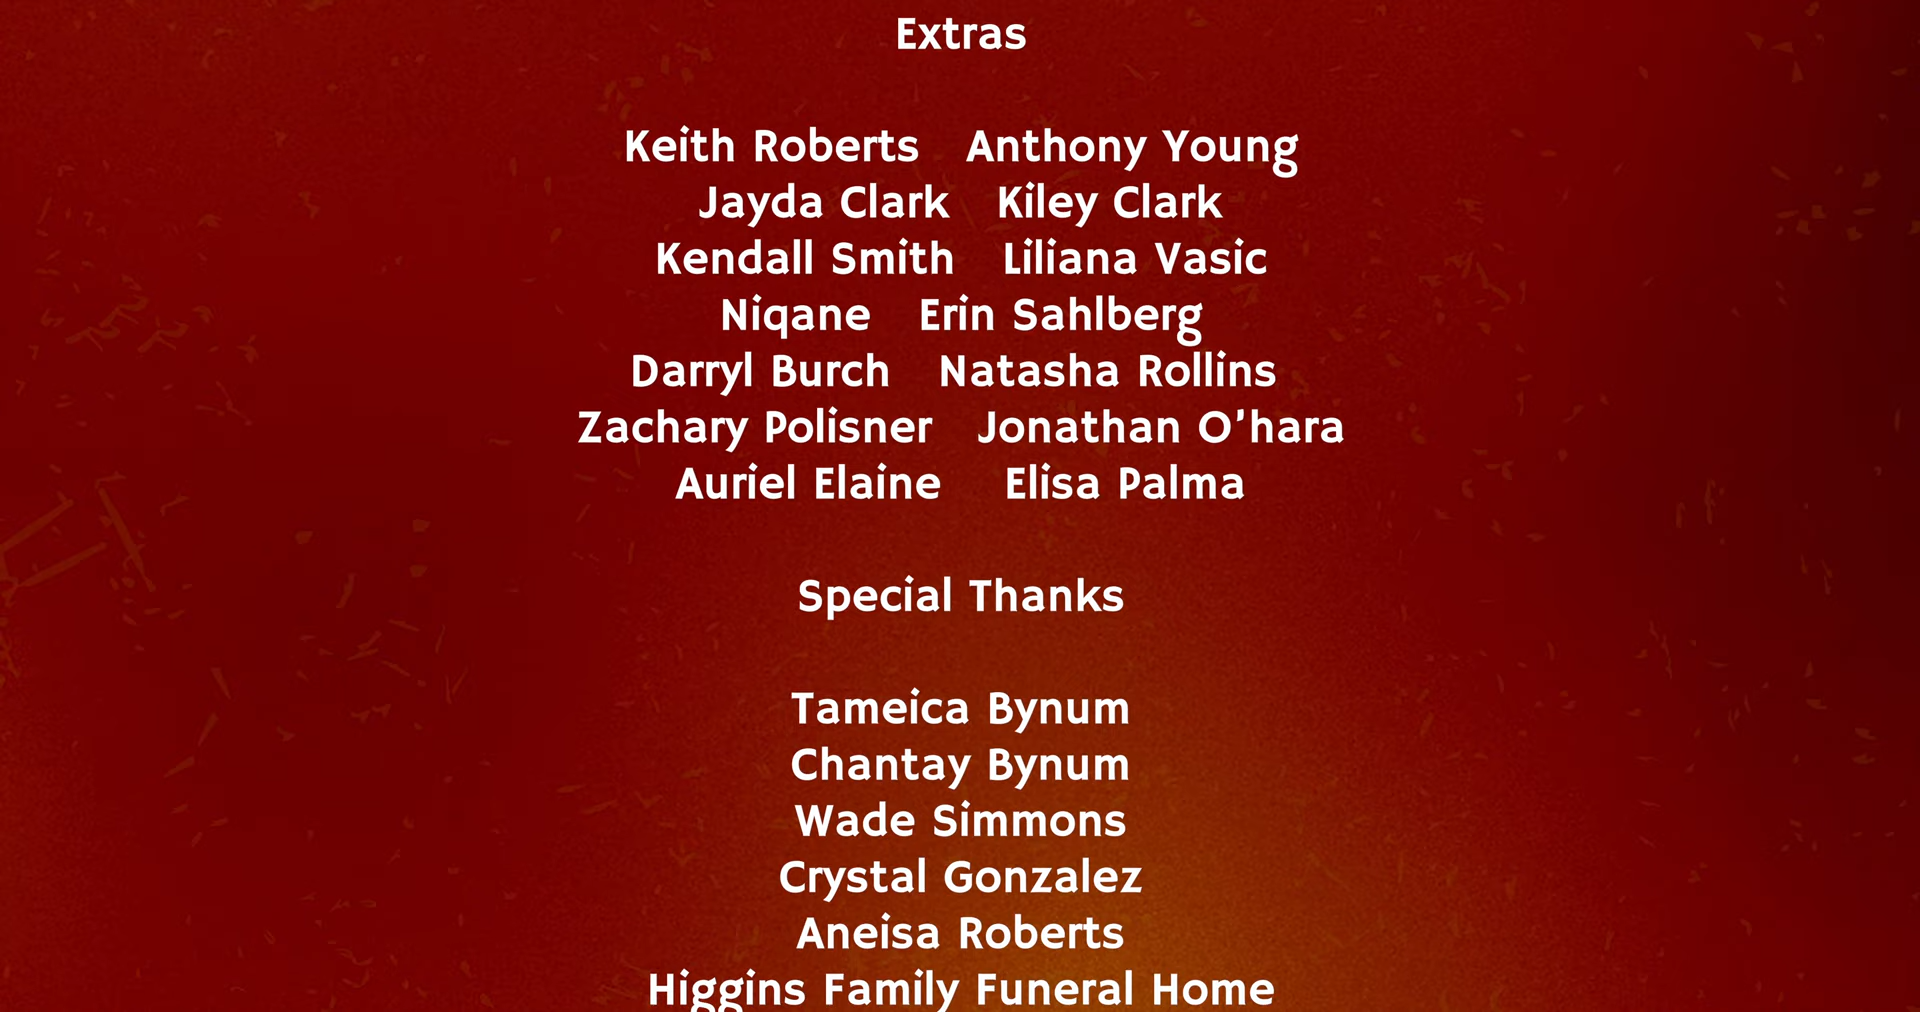 Extras
Keith Roberts Anthony Young
Jayda Clark Kiley Clark
Kendall Smith Liliana Vasic
Niqane Erin Sahlberg
Darryl Burch Natasha Rollins
Zachary Polisner Jonathan O’hara
Auriel Elaine Elisa Palma
Special Thanks
Tameica Bynum
Chantay Bynum
Wade Simmons
Crystal Gonzalez
Aneisa Roberts
Higgins Family Funeral Home